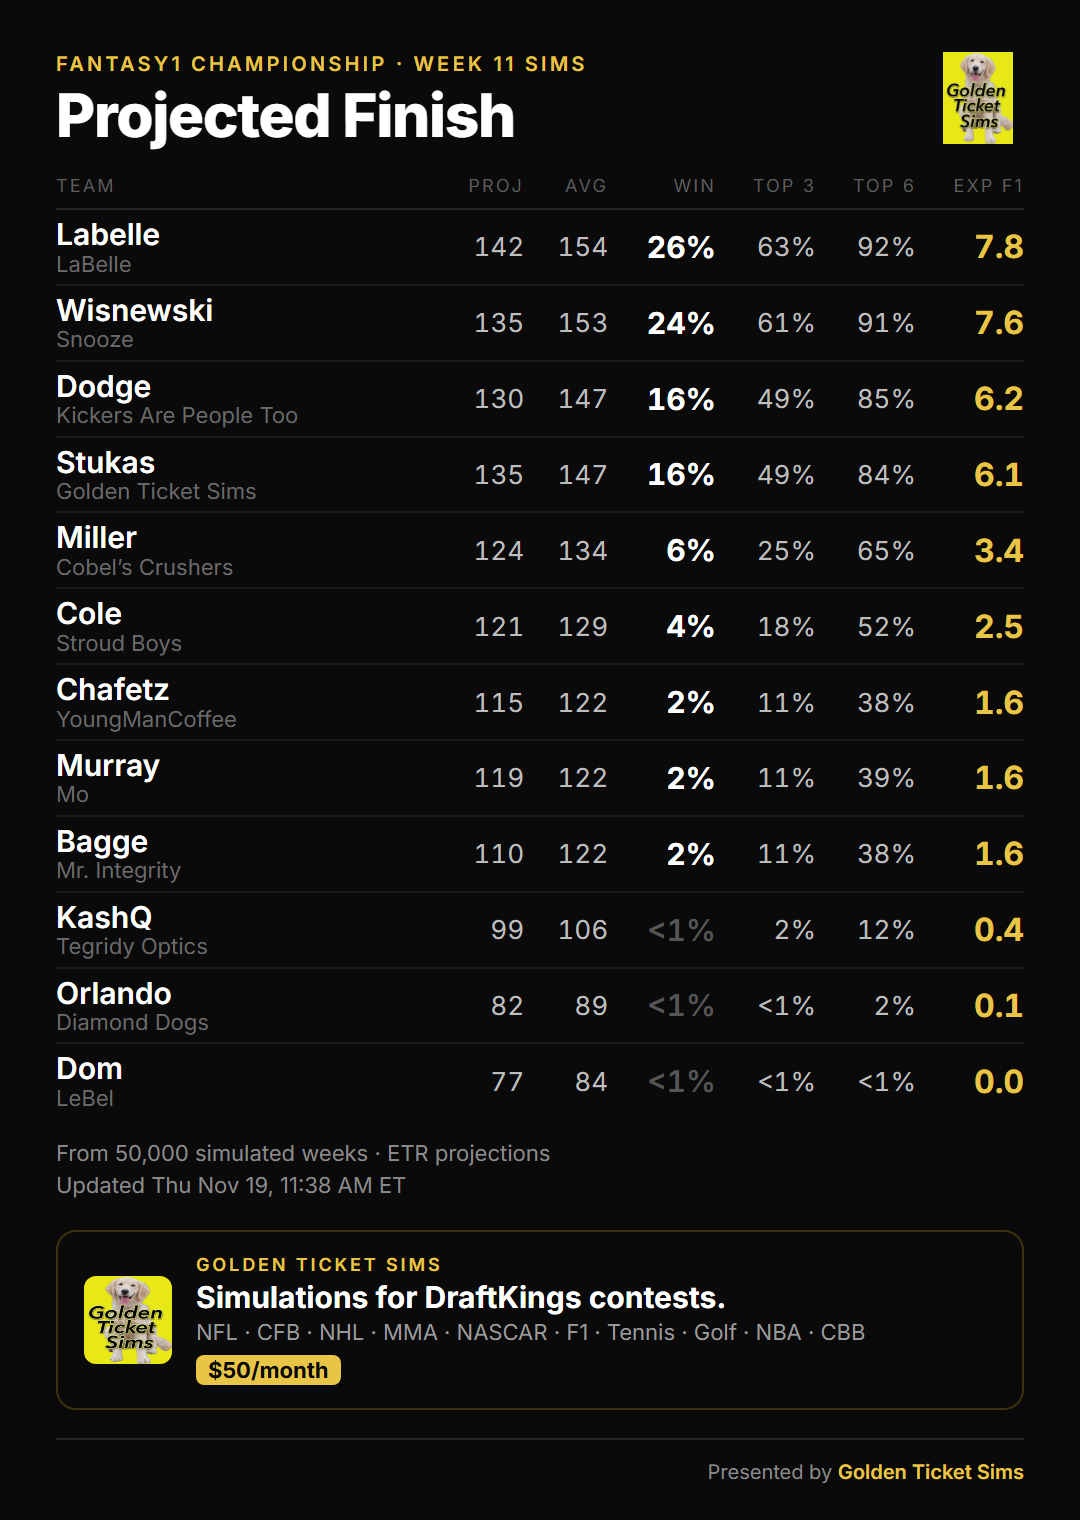 FANTASY1 CHAMPIONSHIP · WEEK 11 SIMS
Projected Finish
Golden
Ticket
Sims
TEAM PROJ AVG WIN TOP 3 TOP 6 EXP F1
Labelle 142 154 26% 63% 92% 7.8
LaBelle
Wisnewski 135 153 24% 61% 91% 7.6
Snooze
Dodge 130 147 16% 49% 85% 6.2
Kickers Are People Too
Stukas 135 147 16% 49% 84% 6.1
Golden Ticket Sims
Miller 124 134 6% 25% 65% 3.4
Cobel’s Crushers
Cole 121 129 4% 18% 52% 2.5
Stroud Boys
Chafetz 115 122 2% 11% 38% 1.6
YoungManCoffee
Murray 119 122 2% 11% 39% 1.6
Mo
Bagge 110 122 2% 11% 38% 1.6
Mr. Integrity
KashQ 99 106 <1% 2% 12% 0.4
Tegridy Optics
Orlando 82 89 <1% <1% 2% 0.1
Diamond Dogs
Dom 77 84 <1% <1% <1% 0.0
LeBel
From 50,000 simulated weeks · ETR projections
Updated Thu Nov 19, 11:38 AM ET
Golden
Ticket
Sims
GOLDEN TICKET SIMS
Simulations for DraftKings contests.
NFL · CFB · NHL · MMA · NASCAR · F1 · Tennis · Golf · NBA · CBB
$50/month
Presented by Golden Ticket Sims